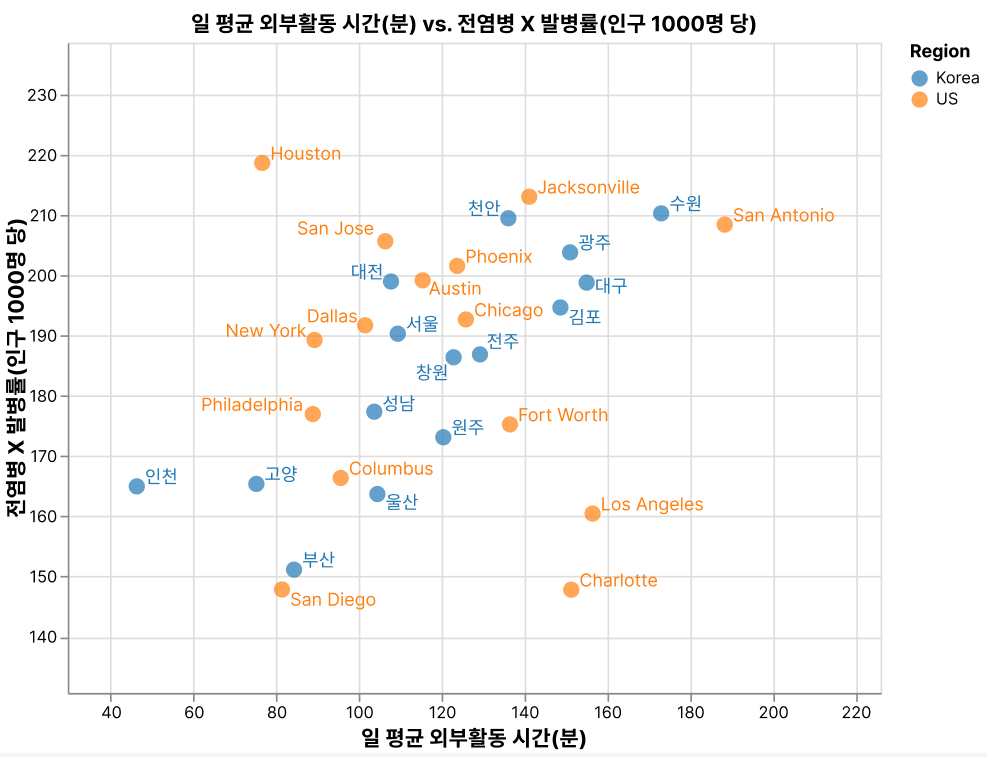 일 평균 외부활동 시간(분) vs. 전염병 X 발병률(인구 1000명 당)
Region
Korea
US
전염병 X 발병률(인구 1000명 당)
230
220
210
200
190
180
170
160
150
140
Houston
Jacksonville
천안
수원
San Antonio
San Jose
광주
Phoenix
대전
Austin
대구
Chicago
Dallas
서울
김포
New York
전주
창원
Philadelphia
성남
Fort Worth
원주
Columbus
인천
고양
울산
Los Angeles
부산
Charlotte
San Diego
40
60
80
100
120
140
160
180
200
220
일 평균 외부활동 시간(분)